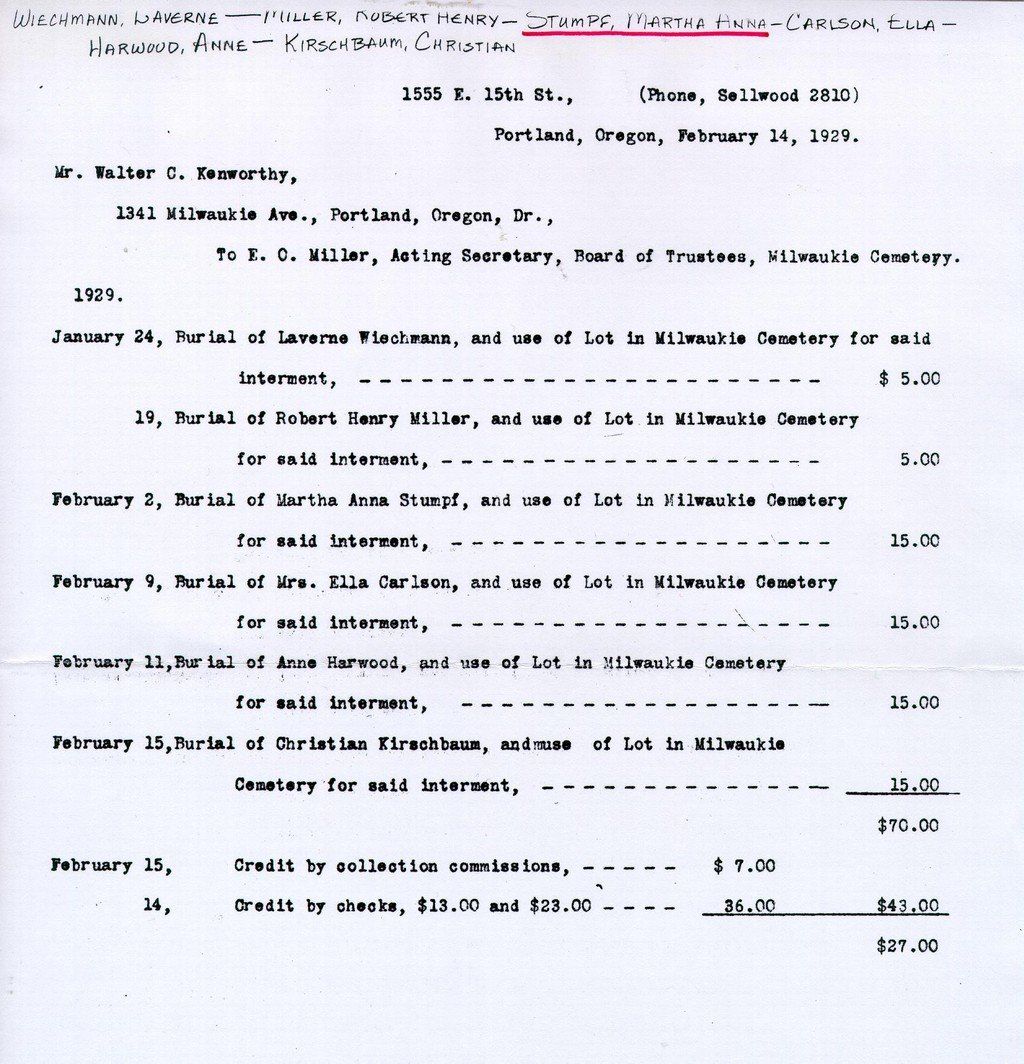 WIECHMANN, LAVERNE — MILLER, ROBERT HENRY — STUMPF, MARTHA ANNA — CARLSON, ELLA —
HARWOOD, ANNE — KIRSCHBAUM, CHRISTIAN
1555 E. 15th St., (Phone, Sellwood 2810)
Portland, Oregon, February 14, 1929.
Mr. Walter C. Kenworthy,
1341 Milwaukie Ave., Portland, Oregon, Dr.,
To E. C. Miller, Acting Secretary, Board of Trustees, Milwaukie Cemetery.
1929.
January 24, Burial of Laverne Wiechmann, and use of Lot in Milwaukie Cemetery for said
interment, — — — — — — — — — — — — — — — — — — — — — — — $ 5.00
19, Burial of Robert Henry Miller, and use of Lot in Milwaukie Cemetery
for said interment, — — — — — — — — — — — — — — — — — — — 5.00
February 2, Burial of Martha Anna Stumpf, and use of Lot in Milwaukie Cemetery
for said interment, — — — — — — — — — — — — — — — — — — — 15.00
February 9, Burial of Mrs. Ella Carlson, and use of Lot in Milwaukie Cemetery
for said interment, — — — — — — — — — — — — — — — — — — — 15.00
February 11,Burial of Anne Harwood, and use of Lot in Milwaukie Cemetery
for said interment, — — — — — — — — — — — — — — — — — — 15.00
February 15,Burial of Christian Kirschbaum, andmuse of Lot in Milwaukie
Cemetery for said interment, — — — — — — — — — — — — — — 15.00
$70.00
February 15, Credit by collection commissions, — — — — — $ 7.00
14, Credit by checks, $13.00 and $23.00 — — — — 36.00 $43.00
$27.00